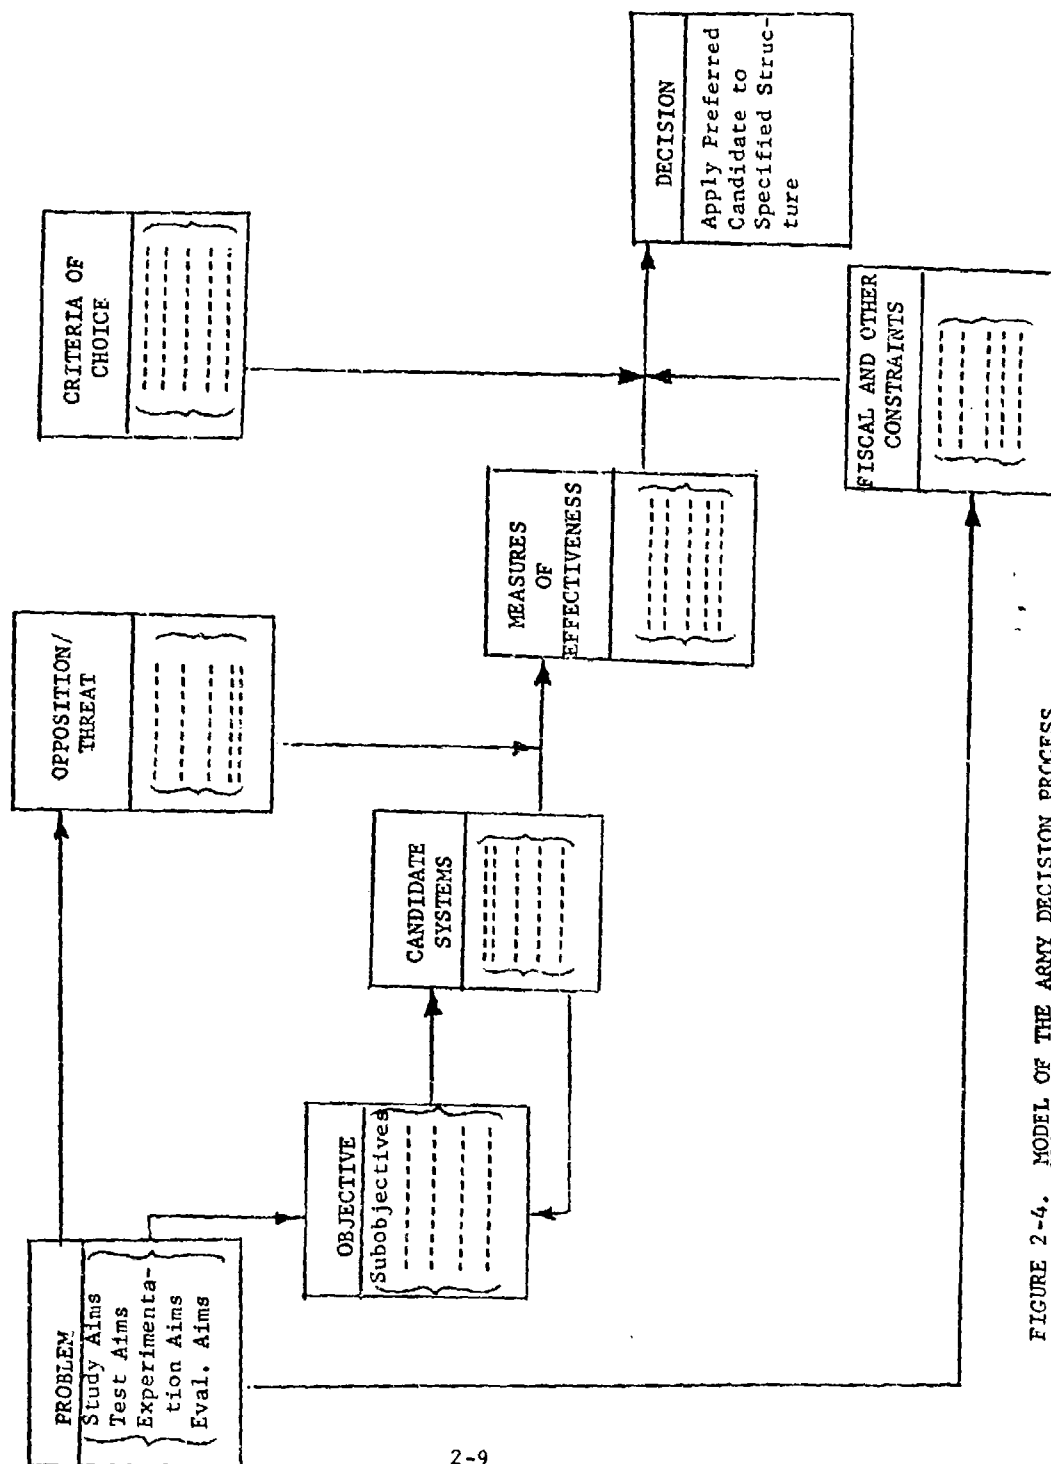 PROBLEM
Study Aims
Test Aims
Experimenta-
tion Aims
Eval. Aims
OPPOSITION/
THREAT
OBJECTIVE
Subobjectives
CANDIDATE
SYSTEMS
MEASURES
OF
EFFECTIVENESS
CRITERIA OF
CHOICE
FISCAL AND OTHER
CONSTRAINTS
DECISION
Apply Preferred
Candidate to
Specified Struc-
ture
FIGURE 2-4. MODEL OF THE ARMY DECISION PROCESS
2-9